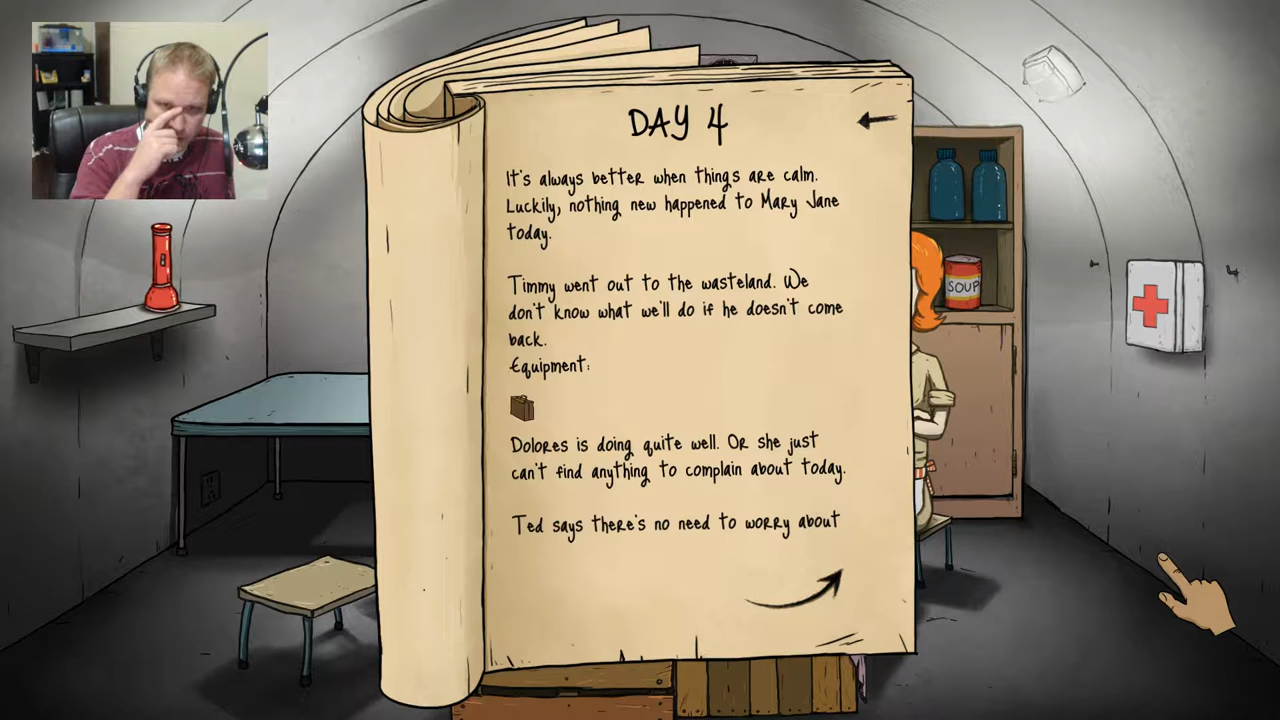 DAY 4
It's always better when things are calm.
Luckily, nothing new happened to Mary Jane
today.
Timmy went out to the wasteland. We
don't know what we'll do if he doesn't come
back.
Equipment:
Dolores is doing quite well. Or she just
can't find anything to complain about today.
Ted says there's no need to worry about
SOUP